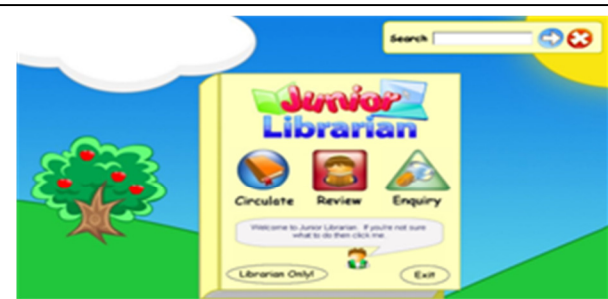 Search
Junior
Librarian
Circulate Review Enquiry
Welcome to Junior Librarian. If you're not sure
what to do then click me.
Librarian Only! Exit